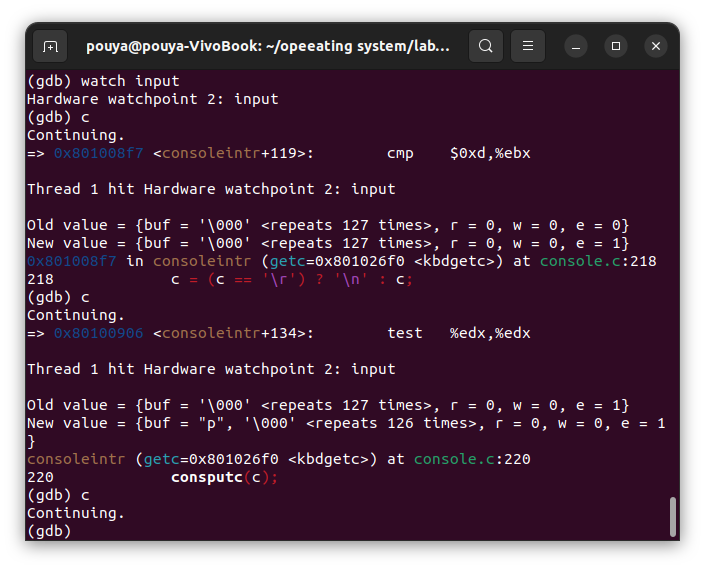 pouya@pouya-VivoBook: ~/opeeating system/lab…
(gdb) watch input
Hardware watchpoint 2: input
(gdb) c
Continuing.
=> 0x801008f7 <consoleintr+119>:        cmp    $0xd,%ebx

Thread 1 hit Hardware watchpoint 2: input

Old value = {buf = '\000' <repeats 127 times>, r = 0, w = 0, e = 0}
New value = {buf = '\000' <repeats 127 times>, r = 0, w = 0, e = 1}
0x801008f7 in consoleintr (getc=0x801026f0 <kbdgetc>) at console.c:218
218             c = (c == '\r') ? '\n' : c;
(gdb) c
Continuing.
=> 0x80100906 <consoleintr+134>:        test   %edx,%edx

Thread 1 hit Hardware watchpoint 2: input

Old value = {buf = '\000' <repeats 127 times>, r = 0, w = 0, e = 1}
New value = {buf = "p", '\000' <repeats 126 times>, r = 0, w = 0, e = 1
}
consoleintr (getc=0x801026f0 <kbdgetc>) at console.c:220
220             consputc(c);
(gdb) c
Continuing.
(gdb)